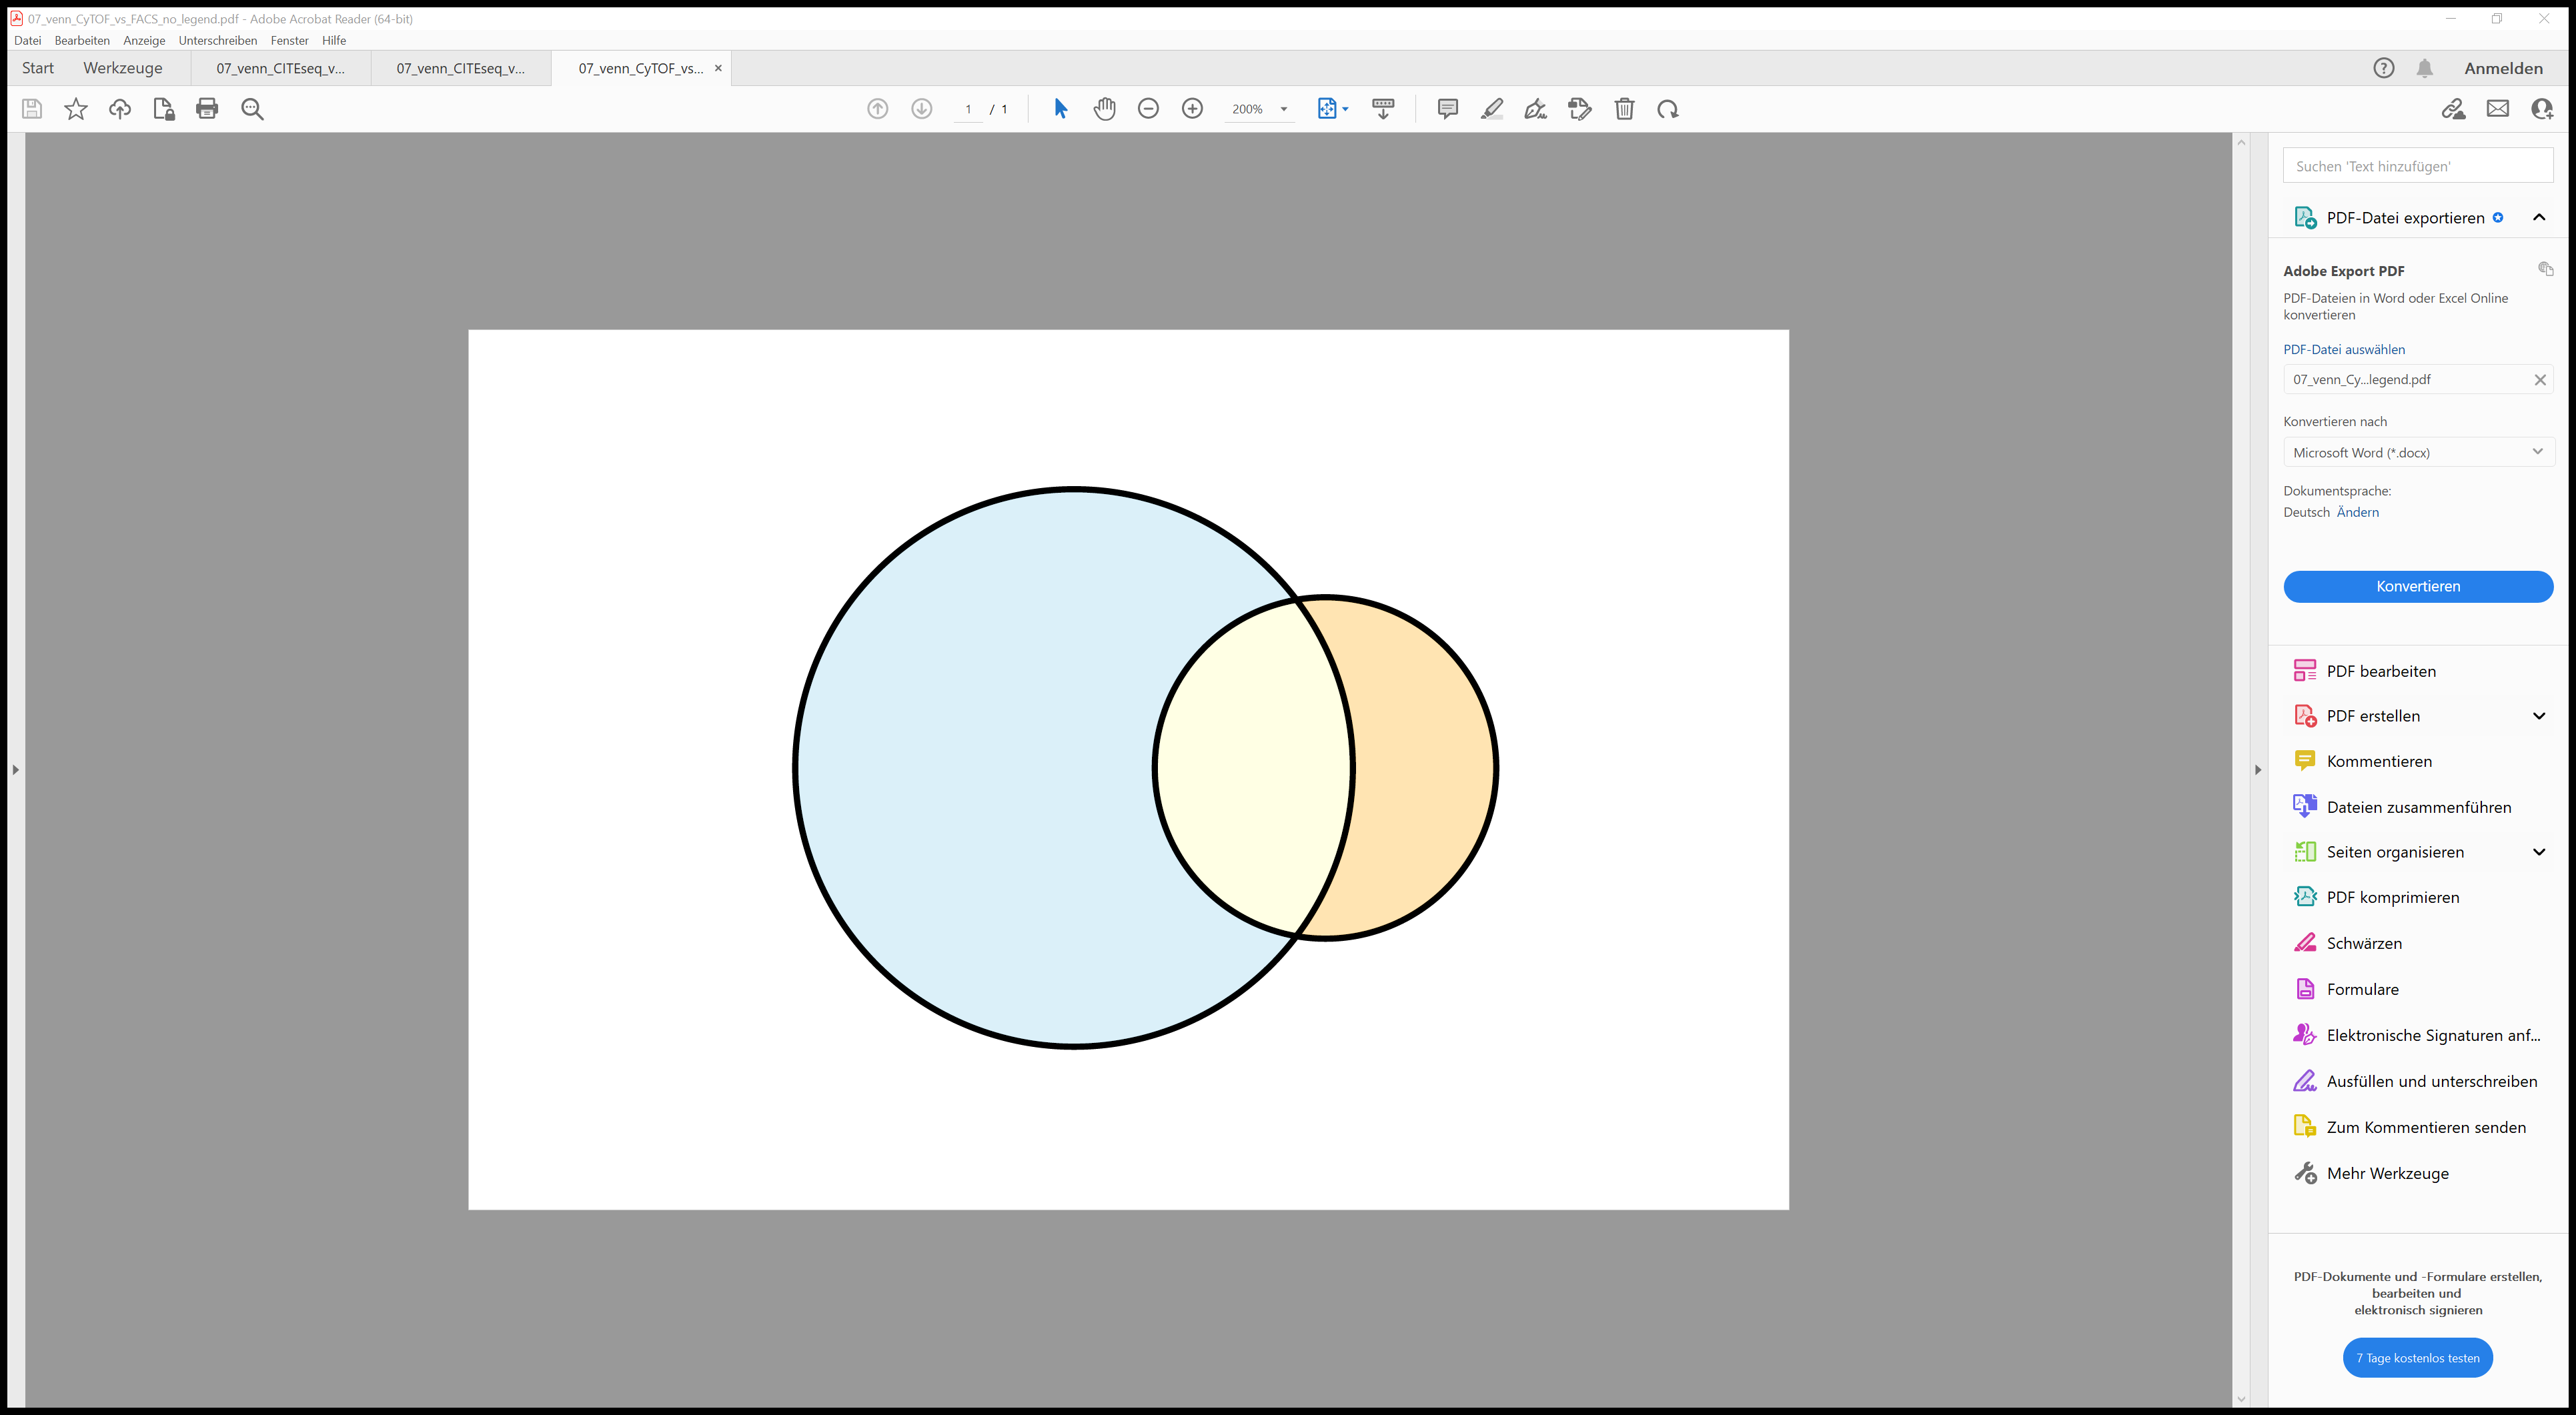 07_venn_CyTOF_vs_FACS_no_legend.pdf - Adobe Acrobat Reader (64-bit)
Datei Bearbeiten Anzeige Unterschreiben Fenster Hilfe
Start Werkzeuge 07_venn_CITEseq_v... 07_venn_CITEseq_v... 07_venn_CyTOF_vs... Anmelden
1 / 1 200%
Suchen 'Text hinzufügen'
PDF-Datei exportieren
Adobe Export PDF
PDF-Dateien in Word oder Excel Online
konvertieren
PDF-Datei auswählen
07_venn_Cy...legend.pdf
Konvertieren nach
Microsoft Word (*.docx)
Dokumentsprache:
Deutsch Ändern
Konvertieren
PDF bearbeiten
PDF erstellen
Kommentieren
Dateien zusammenführen
Seiten organisieren
PDF komprimieren
Schwärzen
Formulare
Elektronische Signaturen anf...
Ausfüllen und unterschreiben
Zum Kommentieren senden
Mehr Werkzeuge
PDF-Dokumente und -Formulare erstellen,
bearbeiten und
elektronisch signieren
7 Tage kostenlos testen